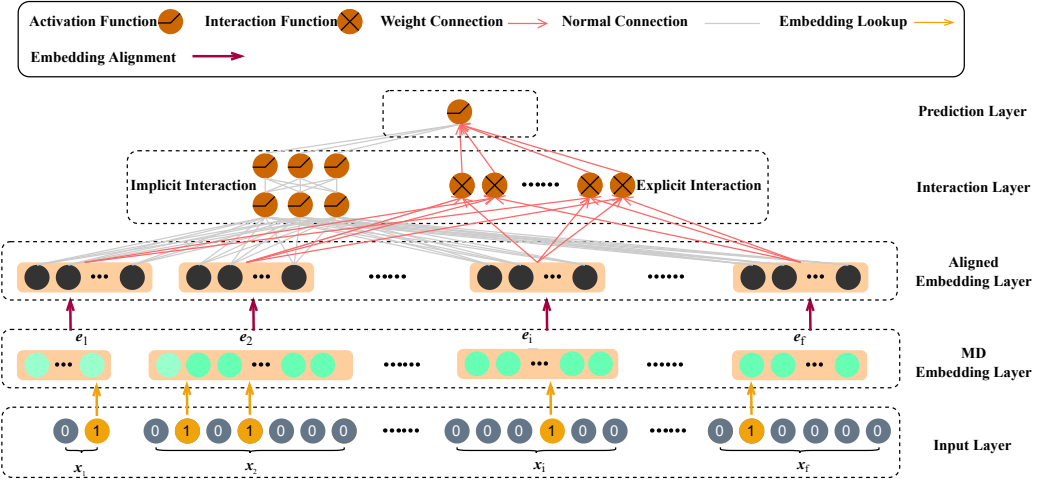 Activation Function Interaction Function Weight Connection Normal Connection Embedding Lookup
Embedding Alignment
Prediction Layer
Implicit Interaction ...... Explicit Interaction
Interaction Layer
... ... ...... ... ...... ...
Aligned
Embedding Layer
e1 e2 ei ef
... ... ...... ... ...... ...
MD
Embedding Layer
0 1 0 1 0 1 0 0 0 ...... 0 0 0 1 0 0 ...... 0 1 0 0 0 0
Input Layer
x1 x2 xi xf